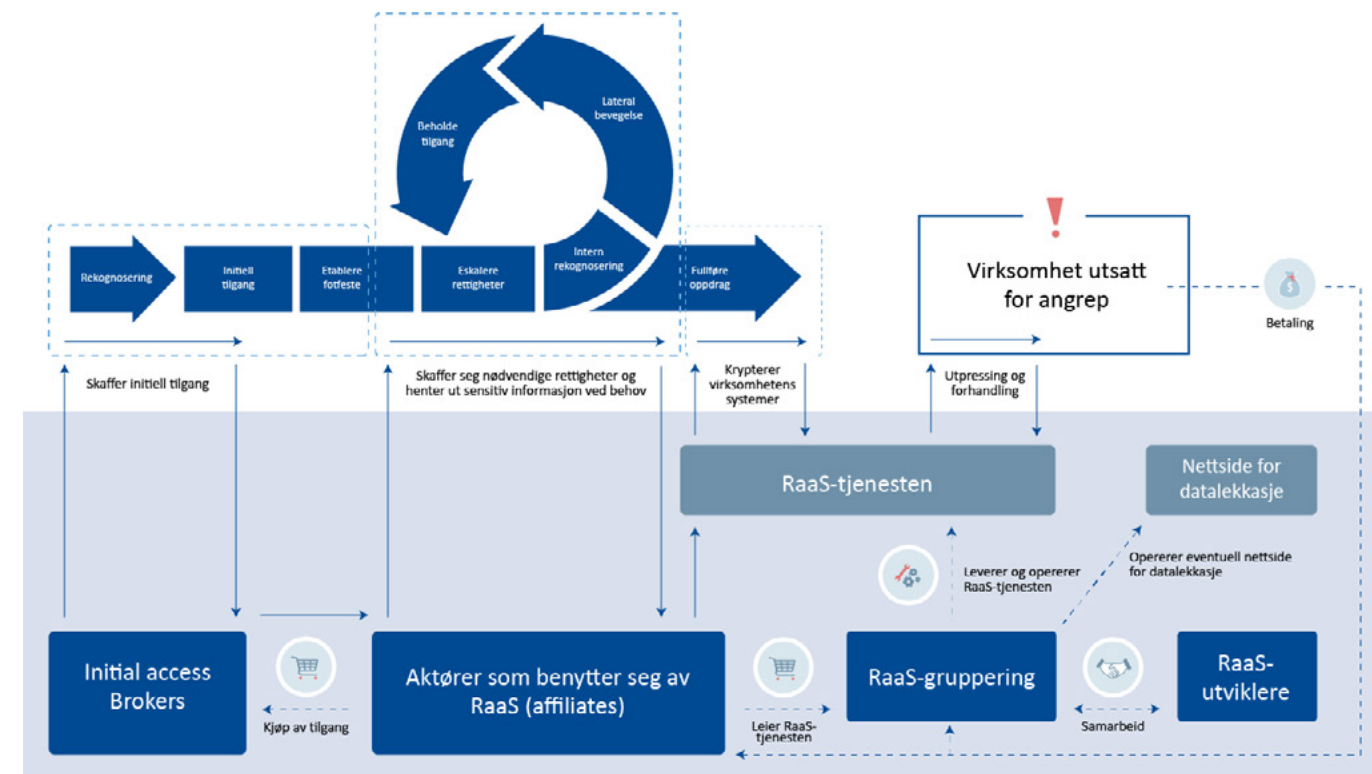 Lateral
bevegelse
Beholde
tilgang
Rekognosering
Initiell
tilgang
Etablere
fotfeste
Eskalere
rettigheter
Intern
rekognosering
Fullføre
oppdrag
Virksomhet utsatt
for angrep
Betaling
Skaffer initiell tilgang
Skaffer seg nødvendige rettigheter og
henter ut sensitiv informasjon ved behov
Krypterer
virksomhetens
systemer
Utpressing og
forhandling
RaaS-tjenesten
Nettside for
datalekkasje
Leverer og opererer
RaaS-tjenesten
Opererer eventuell nettside
for datalekkasje
Initial access
Brokers
Kjøp av tilgang
Aktører som benytter seg av
RaaS (affiliates)
Leier RaaS-
tjenesten
RaaS-gruppering
Samarbeid
RaaS-
utviklere